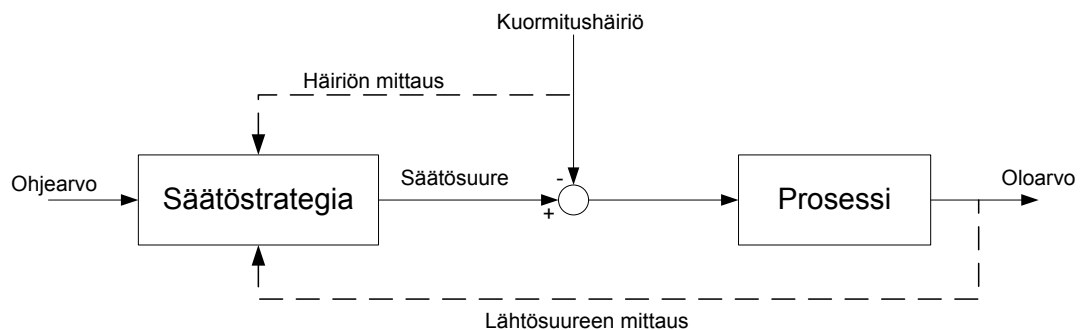 Kuormitushäiriö
Häiriön mittaus
Ohjearvo
Säätöstrategia
Säätösuure
-
+
Prosessi
Oloarvo
Lähtösuureen mittaus